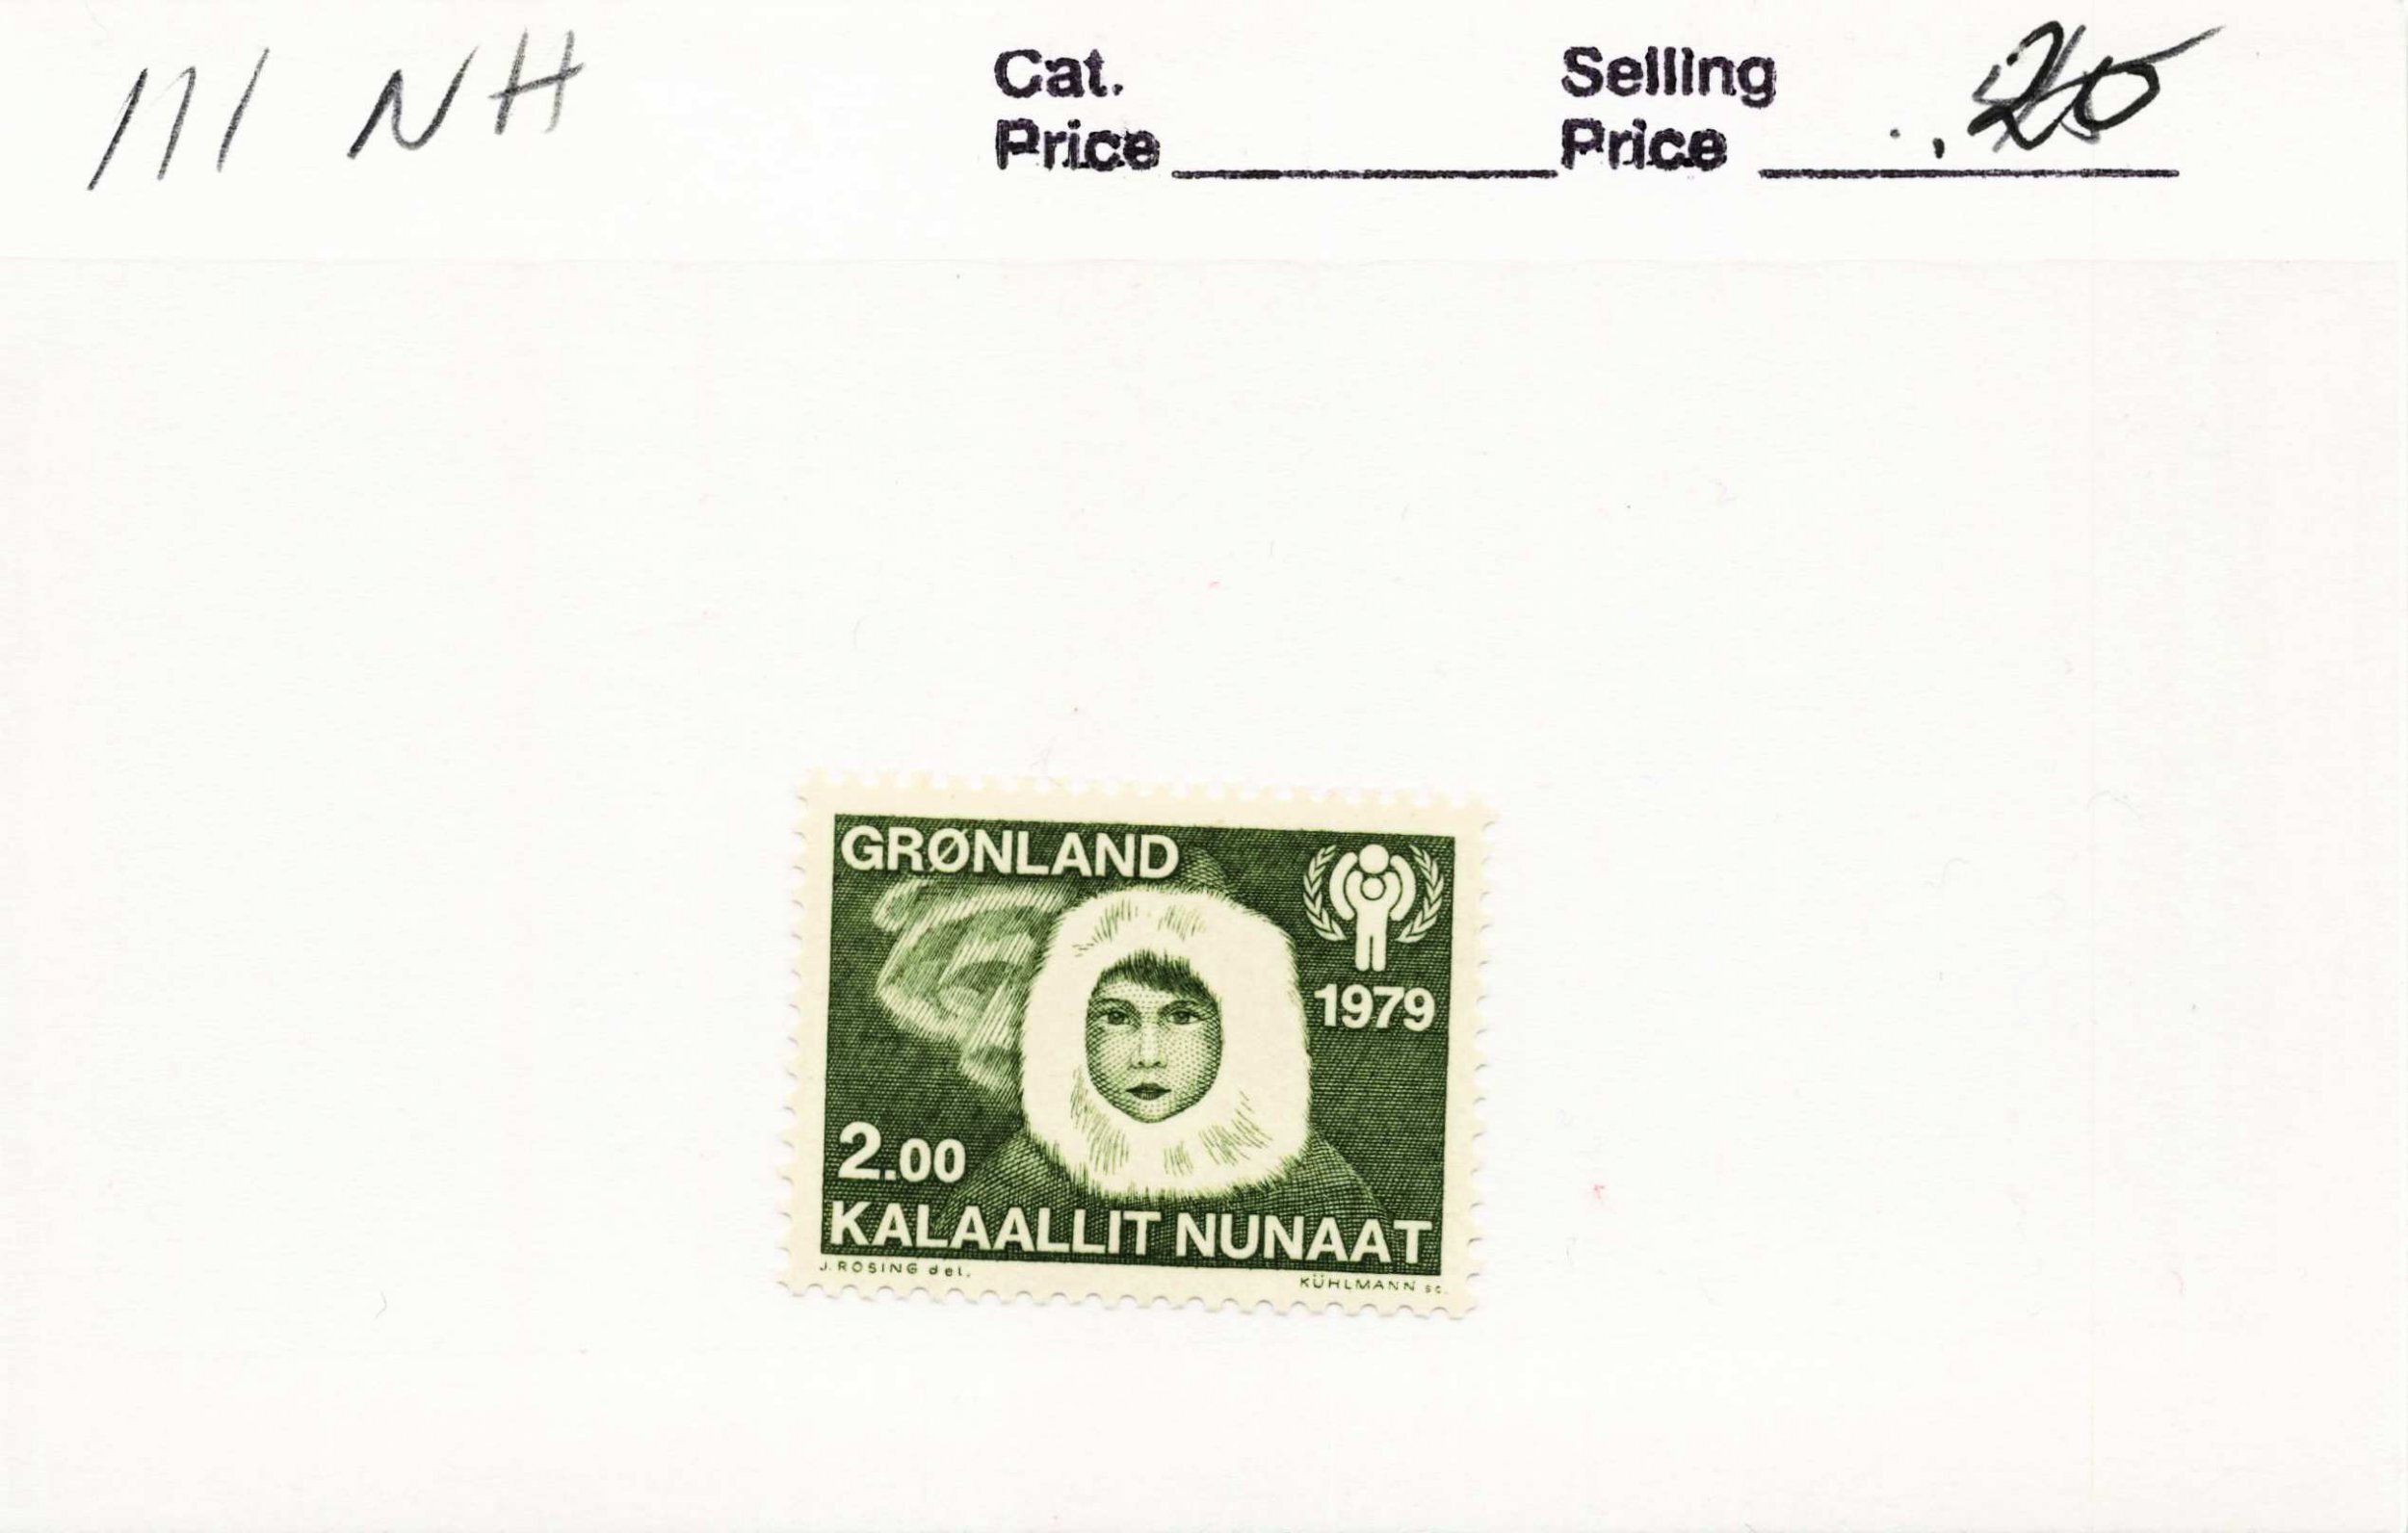 111 NH
Cat.
Price
Selling
Price .20
GRØNLAND
1979
2.00
KALAALLIT NUNAAT
J. ROSING del.
KÜHLMANN sc.